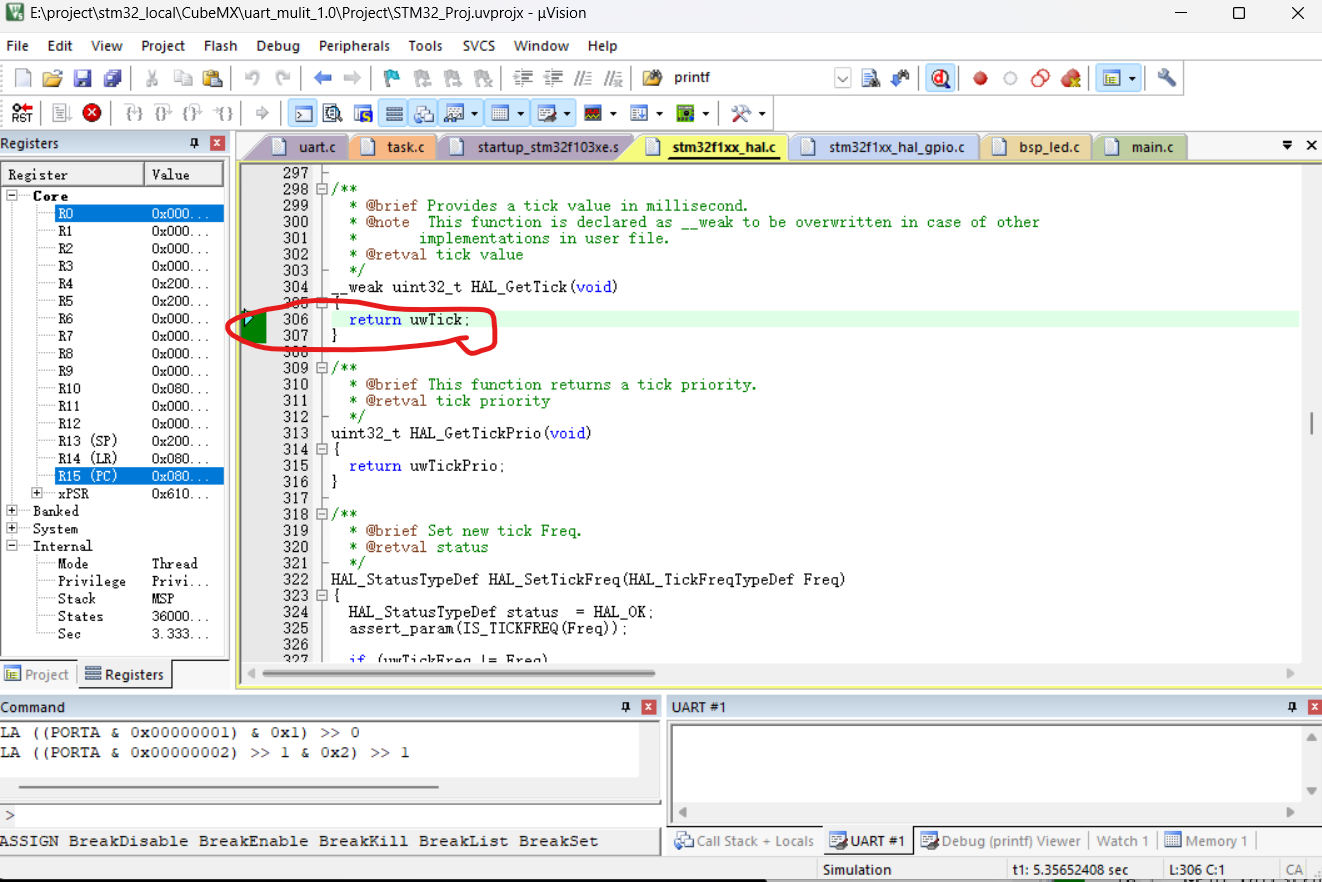 E:\project\stm32_local\CubeMX\uart_mulit_1.0\Project\STM32_Proj.uvprojx - µVision
File Edit View Project Flash Debug Peripherals Tools SVCS Window Help
printf
RST
Registers
uart.c task.c startup_stm32f103xe.s stm32f1xx_hal.c stm32f1xx_hal_gpio.c bsp_led.c main.c
Register Value
Core
R0 0x000...
R1 0x000...
R2 0x000...
R3 0x000...
R4 0x200...
R5 0x200...
R6 0x000...
R7 0x000...
R8 0x000...
R9 0x000...
R10 0x080...
R11 0x000...
R12 0x000...
R13 (SP) 0x200...
R14 (LR) 0x080...
R15 (PC) 0x080...
xPSR 0x610...
Banked
System
Internal
Mode Thread
Privilege Privi...
Stack MSP
States 36000...
Sec 3.333...
Project Registers
297
298 /**
299 * @brief Provides a tick value in millisecond.
300 * @note This function is declared as __weak to be overwritten in case of other
301 * implementations in user file.
302 * @retval tick value
303 */
304 __weak uint32_t HAL_GetTick(void)
305 {
306 return uwTick;
307 }
308
309 /**
310 * @brief This function returns a tick priority.
311 * @retval tick priority
312 */
313 uint32_t HAL_GetTickPrio(void)
314 {
315 return uwTickPrio;
316 }
317
318 /**
319 * @brief Set new tick Freq.
320 * @retval status
321 */
322 HAL_StatusTypeDef HAL_SetTickFreq(HAL_TickFreqTypeDef Freq)
323 {
324 HAL_StatusTypeDef status = HAL_OK;
325 assert_param(IS_TICKFREQ(Freq));
326
327 if (uwTickFreq != Freq)
Command
LA ((PORTA & 0x00000001) & 0x1) >> 0
LA ((PORTA & 0x00000002) >> 1 & 0x2) >> 1
>
ASSIGN BreakDisable BreakEnable BreakKill BreakList BreakSet
UART #1
Call Stack + Locals UART #1 Debug (printf) Viewer Watch 1 Memory 1
Simulation t1: 5.35652408 sec L:306 C:1 CA